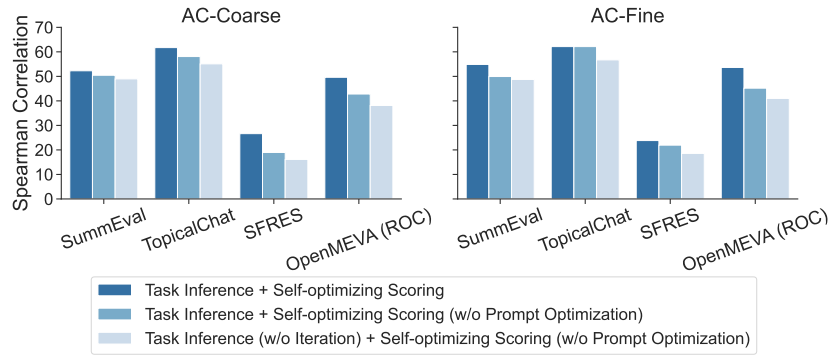 AC-Coarse
AC-Fine
Spearman Correlation
70
60
50
40
30
20
10
0
SummEval
TopicalChat
SFRES
OpenMEVA (ROC)
SummEval
TopicalChat
SFRES
OpenMEVA (ROC)
Task Inference + Self-optimizing Scoring
Task Inference + Self-optimizing Scoring (w/o Prompt Optimization)
Task Inference (w/o Iteration) + Self-optimizing Scoring (w/o Prompt Optimization)